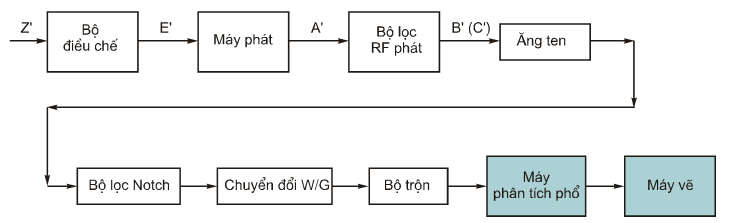 Z'
Bộ
điều chế
E'
Máy phát
A'
Bộ lọc
RF phát
B' (C')
Ăng ten
Bộ lọc Notch
Chuyển đổi W/G
Bộ trộn
Máy
phân tích phổ
Máy vẽ